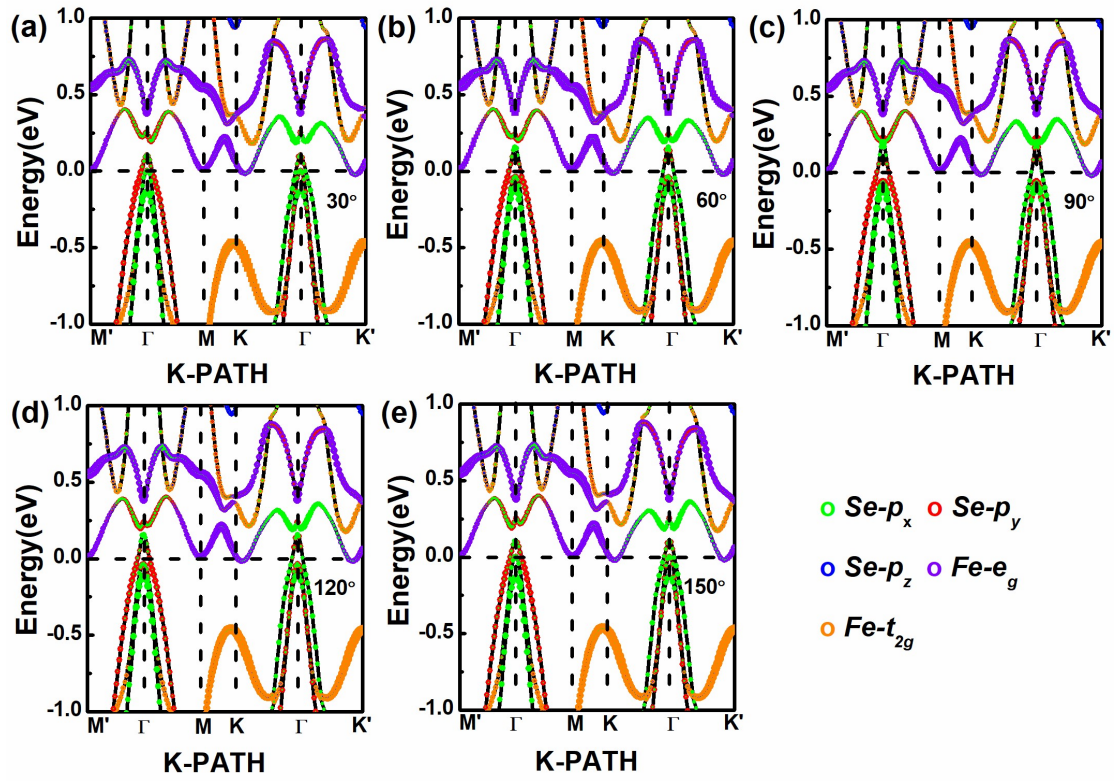 (a)
1.0
0.5
0.0
-0.5
-1.0
Energy(eV)
30°
M' Γ M K Γ K'
K-PATH
(b)
1.0
0.5
0.0
-0.5
-1.0
Energy(eV)
60°
M' Γ M K Γ K'
K-PATH
(c)
1.0
0.5
0.0
-0.5
-1.0
Energy(eV)
90°
M' Γ M K Γ K'
K-PATH
(d)
1.0
0.5
0.0
-0.5
-1.0
Energy(eV)
120°
M' Γ M K Γ K'
K-PATH
(e)
1.0
0.5
0.0
-0.5
-1.0
Energy(eV)
150°
M' Γ M K Γ K'
K-PATH
Se-px Se-py
Se-pz Fe-eg
Fe-t2g